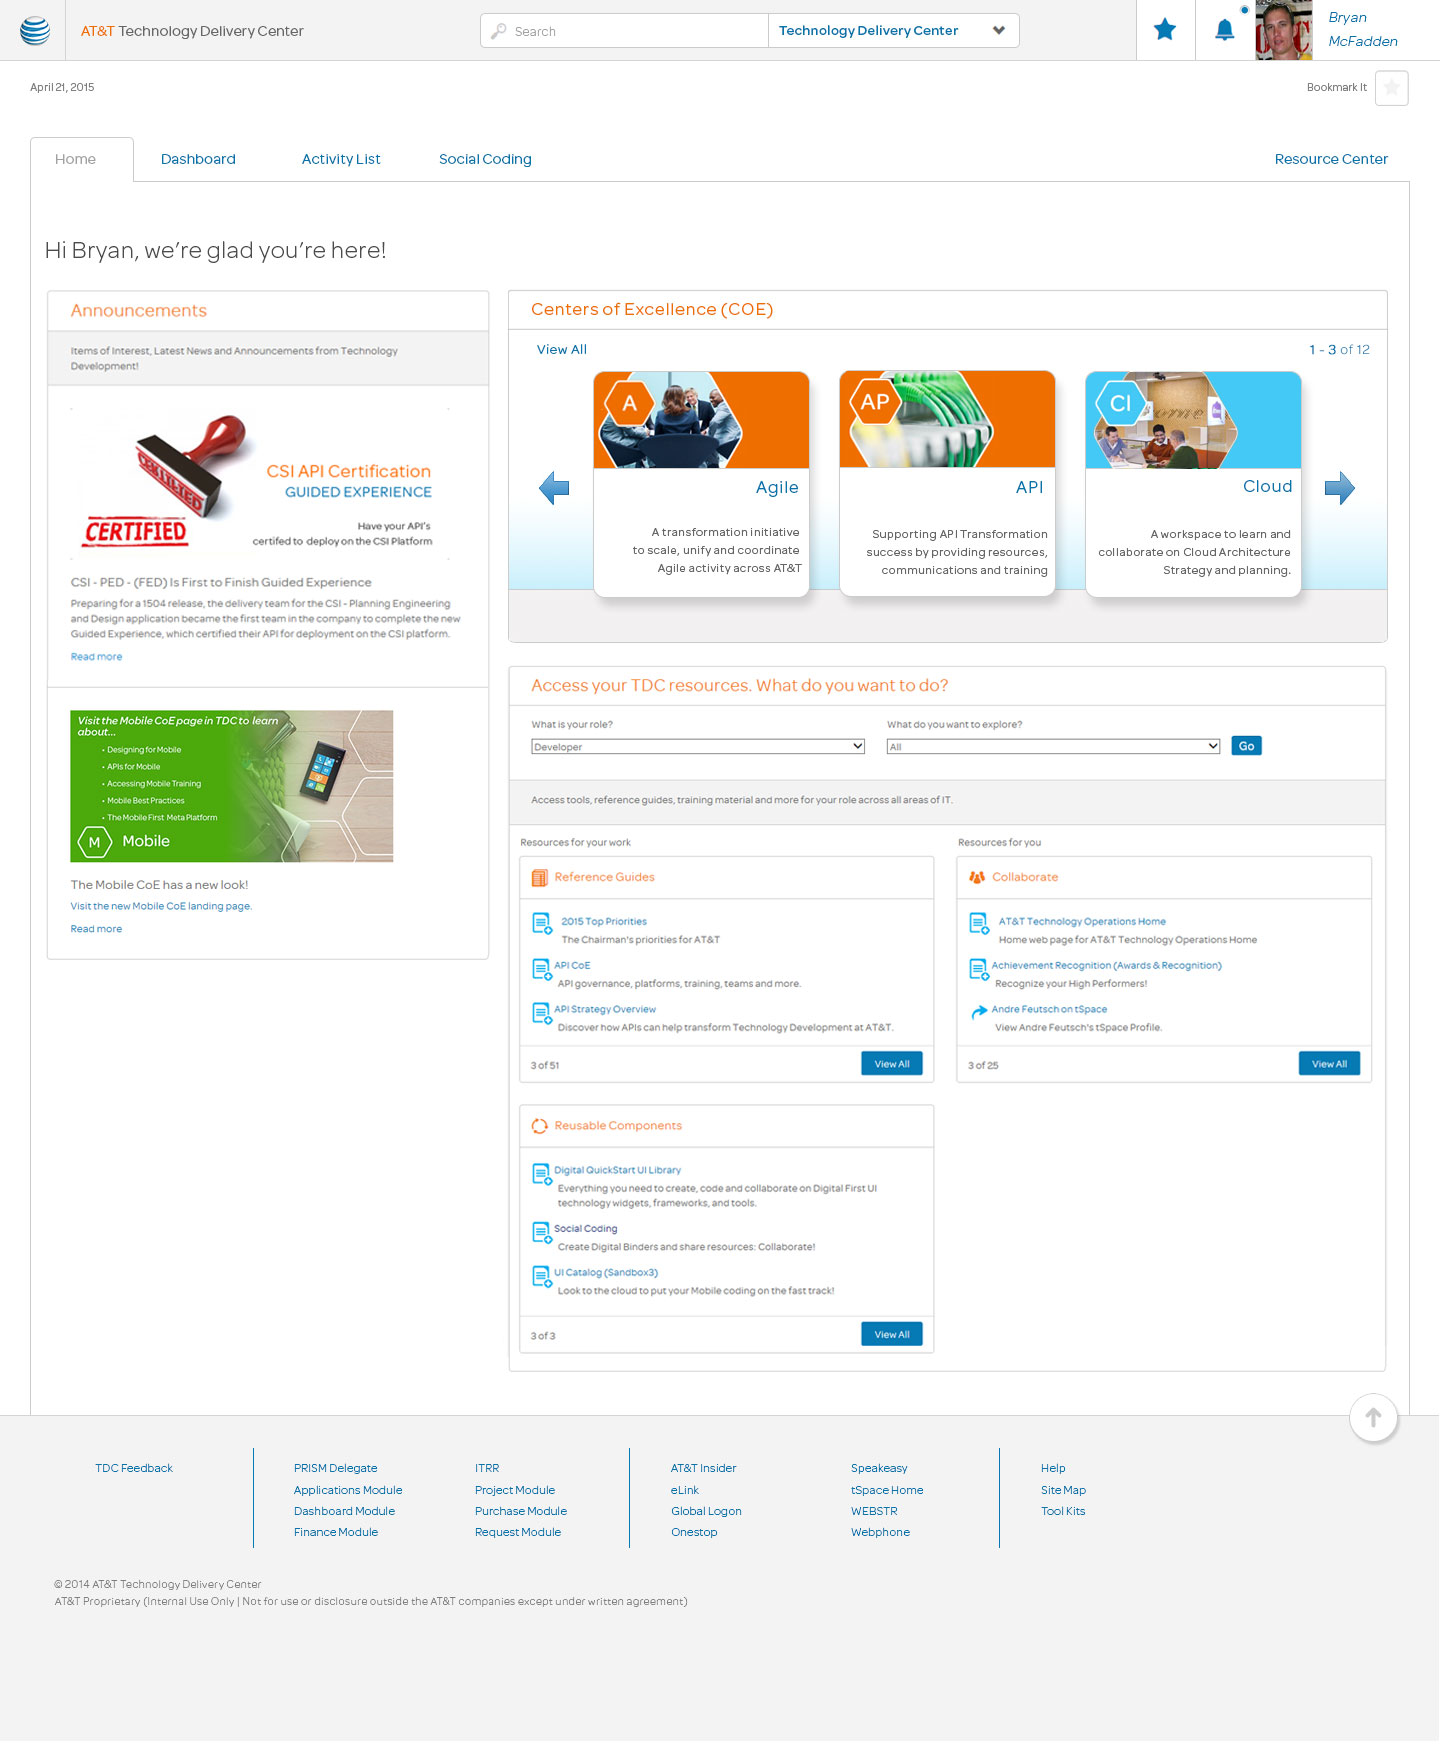 AT&T Technology Delivery Center
Search
Technology Delivery Center
Bryan
McFadden
April 21, 2015
Bookmark It
Home
Dashboard
Activity List
Social Coding
Resource Center
Hi Bryan, we're glad you're here!
Announcements
Items of Interest, Latest News and Announcements from Technology
Development!
CERTIFIED
CSI API Certification
GUIDED EXPERIENCE
CERTIFIED
Have your API's
certifed to deploy on the CSI Platform
CSI - PED - (FED) Is First to Finish Guided Experience
Preparing for a 1504 release, the delivery team for the CSI - Planning Engineering
and Design application became the first team in the company to complete the new
Guided Experience, which certified their API for deployment on the CSI platform.
Read more
Visit the Mobile CoE page in TDC to learn
about...
• Designing for Mobile
• APIs for Mobile
• Accessing Mobile Training
• Mobile Best Practices
• The Mobile First Meta Platform
M Mobile
The Mobile CoE has a new look!
Visit the new Mobile CoE landing page.
Read more
Centers of Excellence (COE)
View All
1 - 3 of 12
A
Agile
A transformation initiative
to scale, unify and coordinate
Agile activity across AT&T
AP
API
Supporting API Transformation
success by providing resources,
communications and training
CI
Cloud
A workspace to learn and
collaborate on Cloud Architecture
Strategy and planning.
Access your TDC resources. What do you want to do?
What is your role?
Developer
What do you want to explore?
All
Go
Access tools, reference guides, training material and more for your role across all areas of IT.
Resources for your work
Reference Guides
2015 Top Priorities
The Chairman's priorities for AT&T
API CoE
API governance, platforms, training, teams and more.
API Strategy Overview
Discover how APIs can help transform Technology Development at AT&T.
3 of 51
View All
Resources for you
Collaborate
AT&T Technology Operations Home
Home web page for AT&T Technology Operations Home
Achievement Recognition (Awards & Recognition)
Recognize your High Performers!
Andre Feutsch on tSpace
View Andre Feutsch's tSpace Profile.
3 of 25
View All
Reusable Components
Digital QuickStart UI Library
Everything you need to create, code and collaborate on Digital First UI
technology widgets, frameworks, and tools.
Social Coding
Create Digital Binders and share resources: Collaborate!
UI Catalog (Sandbox3)
Look to the cloud to put your Mobile coding on the fast track!
3 of 3
View All
TDC Feedback
PRISM Delegate
Applications Module
Dashboard Module
Finance Module
ITRR
Project Module
Purchase Module
Request Module
AT&T Insider
eLink
Global Logon
Onestop
Speakeasy
tSpace Home
WEBSTR
Webphone
Help
Site Map
Tool Kits
© 2014 AT&T Technology Delivery Center
AT&T Proprietary (Internal Use Only | Not for use or disclosure outside the AT&T companies except under written agreement)